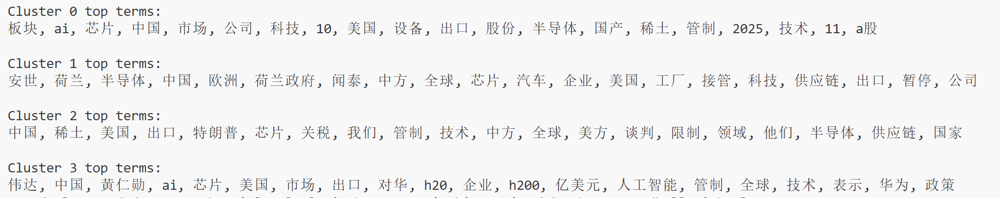 Cluster 0 top terms:
板块, ai, 芯片, 中国, 市场, 公司, 科技, 10, 美国, 设备, 出口, 股份, 半导体, 国产, 稀土, 管制, 2025, 技术, 11, a股
Cluster 1 top terms:
安世, 荷兰, 半导体, 中国, 欧洲, 荷兰政府, 闻泰, 中方, 全球, 芯片, 汽车, 企业, 美国, 工厂, 接管, 科技, 供应链, 出口, 暂停, 公司
Cluster 2 top terms:
中国, 稀土, 美国, 出口, 特朗普, 芯片, 关税, 我们, 管制, 技术, 中方, 全球, 美方, 谈判, 限制, 领域, 他们, 半导体, 供应链, 国家
Cluster 3 top terms:
伟达, 中国, 黄仁勋, ai, 芯片, 美国, 市场, 出口, 对华, h20, 企业, h200, 亿美元, 人工智能, 管制, 全球, 技术, 表示, 华为, 政策